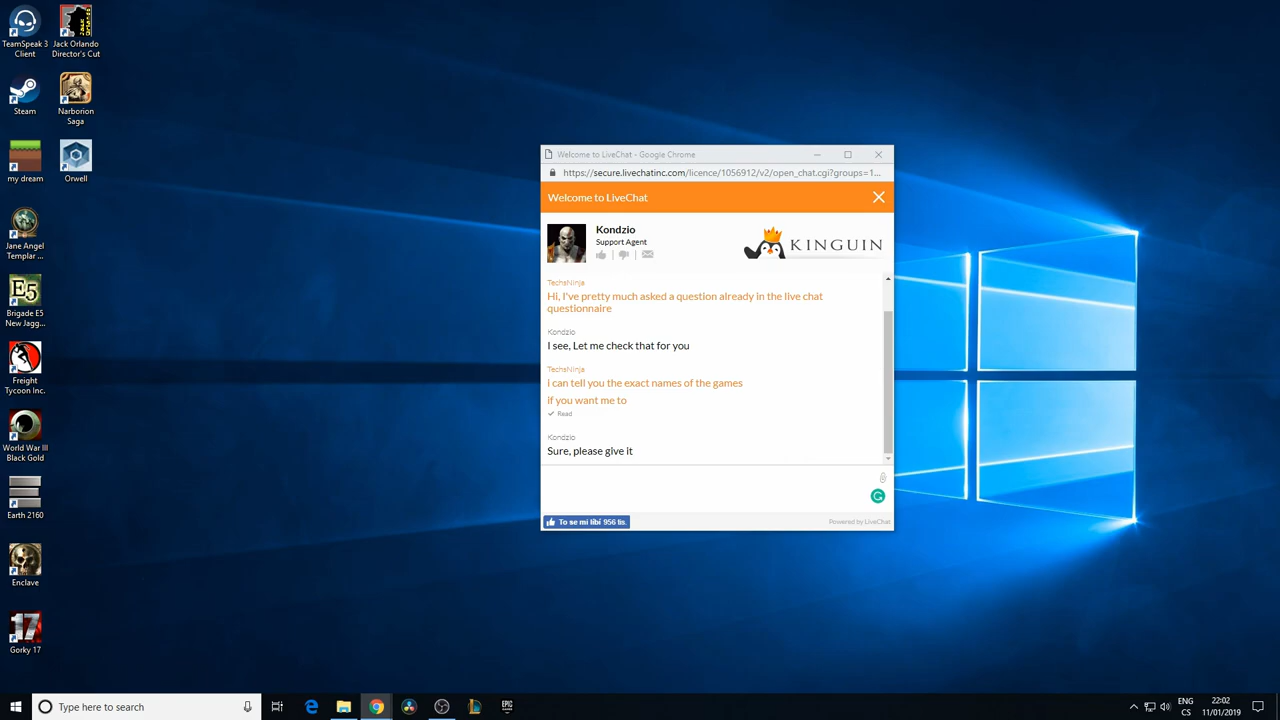 TeamSpeak 3
Client
Jack Orlando
Director's Cut
Steam
Narborion
Saga
my dream
Orwell
Jane Angel
Templar ...
Brigade E5
New Jagg...
Freight
Tycoon Inc.
World War III
Black Gold
Earth 2160
Enclave
17
Gorky 17
Welcome to LiveChat - Google Chrome
https://secure.livechatinc.com/licence/1056912/v2/open_chat.cgi?groups=1...
Welcome to LiveChat
Kondzio
Support Agent
KINGUIN
TechsNinja
Hi, I've pretty much asked a question already in the live chat
questionnaire
Kondzio
I see, Let me check that for you
TechsNinja
i can tell you the exact names of the games
if you want me to
Read
Kondzio
Sure, please give it
To se mi líbí 956 tis.
Powered by LiveChat
Type here to search
EPIC
ENG
CS
22:02
11/01/2019